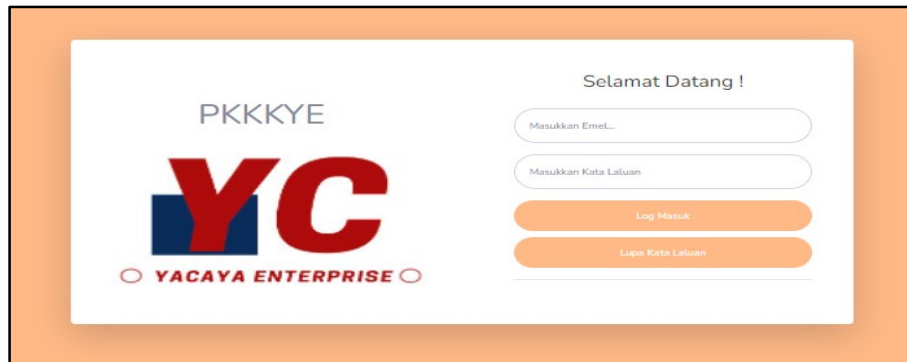 PKKKYE
YC
YACAYA ENTERPRISE
Selamat Datang !
Masukkan Emel...
Masukkan Kata Laluan
Log Masuk
Lupa Kata Laluan